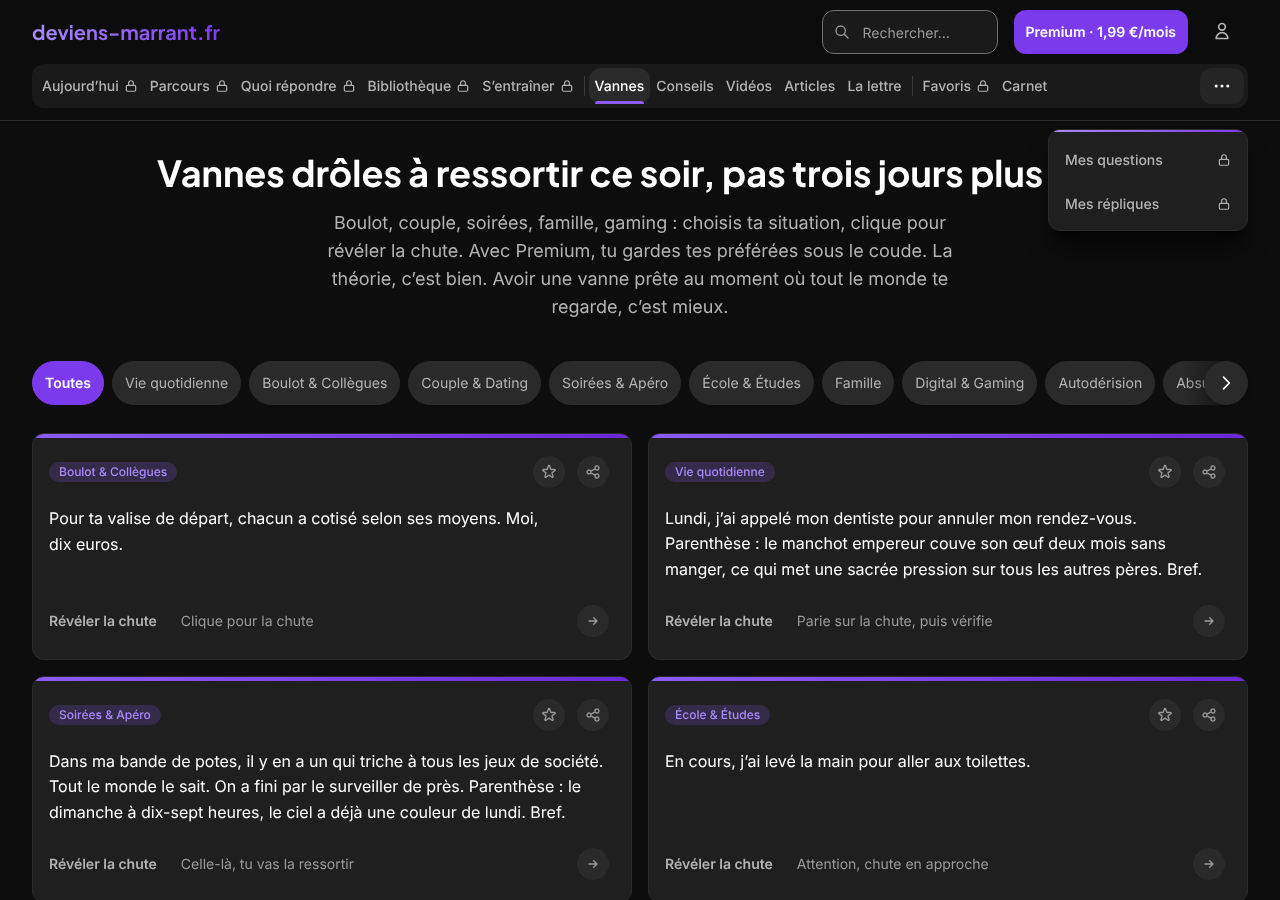 deviens-marrant.fr
Rechercher...
Premium · 1,99 €/mois
Aujourd’hui
Parcours
Quoi répondre
Bibliothèque
S’entraîner
Vannes
Conseils
Vidéos
Articles
La lettre
Favoris
Carnet
Mes questions
Mes répliques
Vannes drôles à ressortir ce soir, pas trois jours plus
Boulot, couple, soirées, famille, gaming : choisis ta situation, clique pour
révéler la chute. Avec Premium, tu gardes tes préférées sous le coude. La
théorie, c’est bien. Avoir une vanne prête au moment où tout le monde te
regarde, c’est mieux.
Toutes
Vie quotidienne
Boulot & Collègues
Couple & Dating
Soirées & Apéro
École & Études
Famille
Digital & Gaming
Autodérision
Boulot & Collègues
Pour ta valise de départ, chacun a cotisé selon ses moyens. Moi,
dix euros.
Révéler la chute
Clique pour la chute
Vie quotidienne
Lundi, j’ai appelé mon dentiste pour annuler mon rendez-vous.
Parenthèse : le manchot empereur couve son œuf deux mois sans
manger, ce qui met une sacrée pression sur tous les autres pères. Bref.
Révéler la chute
Parie sur la chute, puis vérifie
Soirées & Apéro
Dans ma bande de potes, il y en a un qui triche à tous les jeux de société.
Tout le monde le sait. On a fini par le surveiller de près. Parenthèse : le
dimanche à dix-sept heures, le ciel a déjà une couleur de lundi. Bref.
Révéler la chute
Celle-là, tu vas la ressortir
École & Études
En cours, j’ai levé la main pour aller aux toilettes.
Révéler la chute
Attention, chute en approche